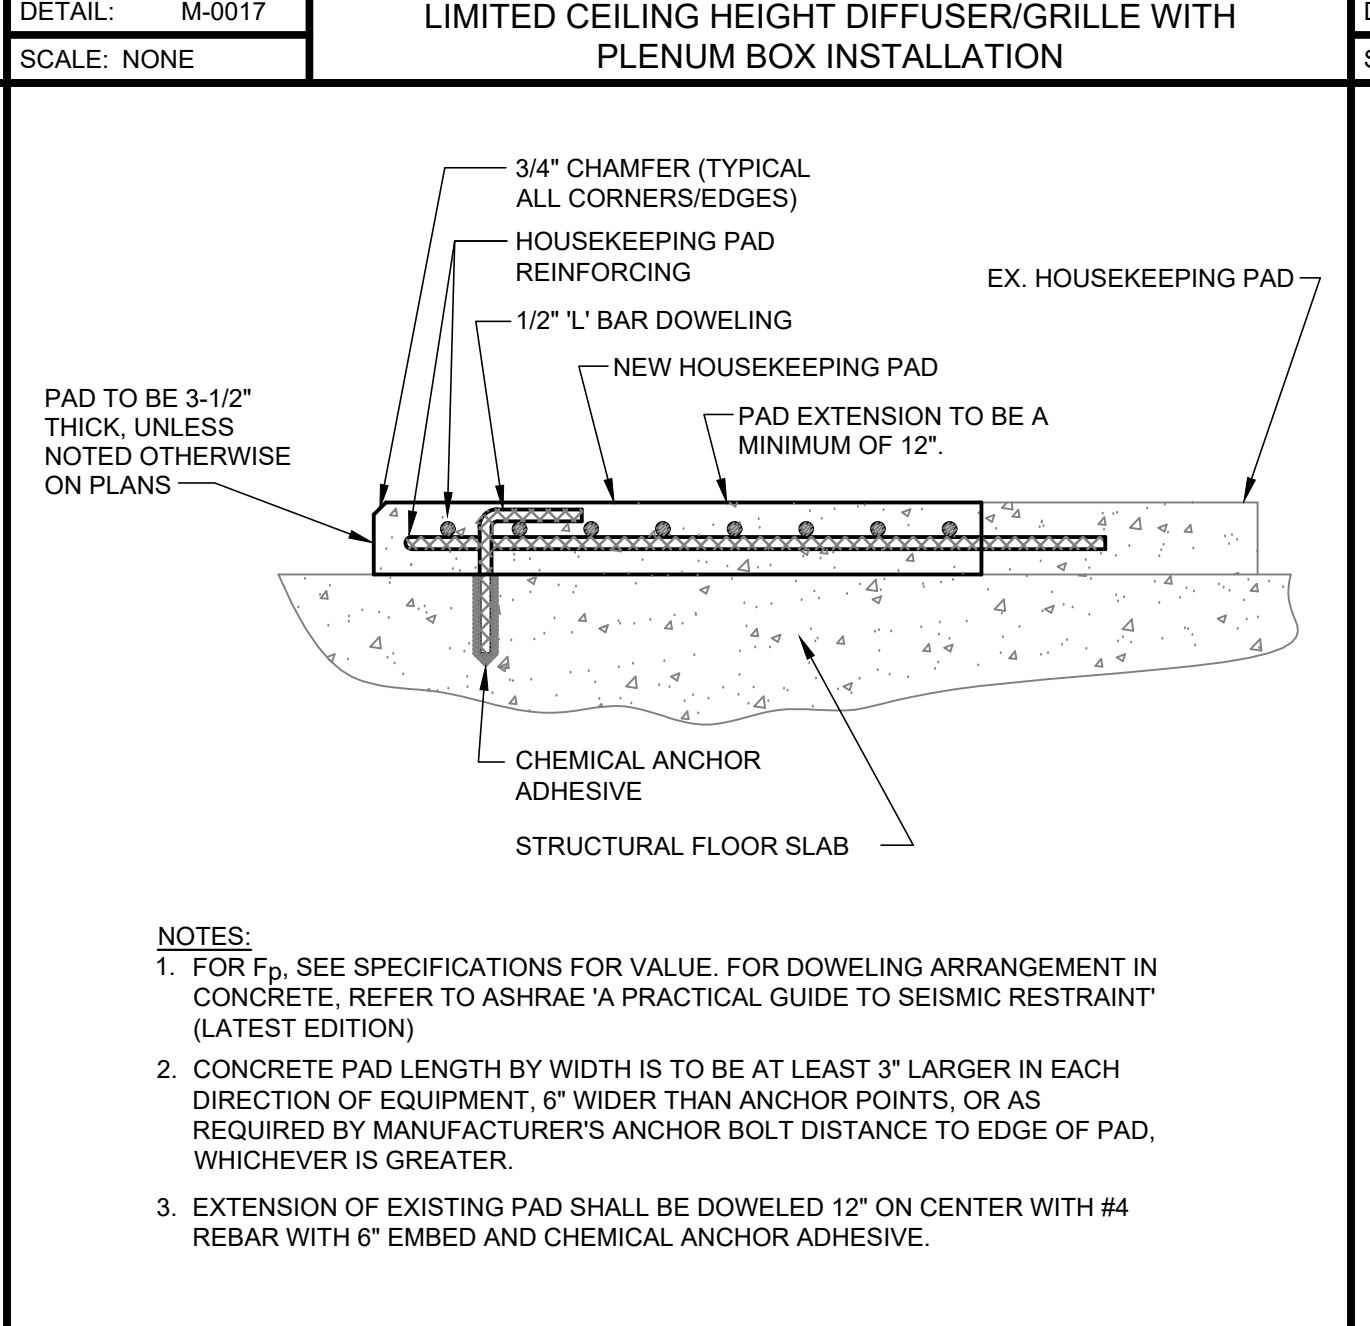 DETAIL: M-0017
SCALE: NONE
LIMITED CEILING HEIGHT DIFFUSER/GRILLE WITH
PLENUM BOX INSTALLATION
3/4" CHAMFER (TYPICAL
ALL CORNERS/EDGES)
HOUSEKEEPING PAD
REINFORCING
EX. HOUSEKEEPING PAD
1/2" 'L' BAR DOWELING
NEW HOUSEKEEPING PAD
PAD TO BE 3-1/2"
THICK, UNLESS
NOTED OTHERWISE
ON PLANS
PAD EXTENSION TO BE A
MINIMUM OF 12".
CHEMICAL ANCHOR
ADHESIVE
STRUCTURAL FLOOR SLAB
NOTES:
1. FOR Fp, SEE SPECIFICATIONS FOR VALUE. FOR DOWELING ARRANGEMENT IN
CONCRETE, REFER TO ASHRAE 'A PRACTICAL GUIDE TO SEISMIC RESTRAINT'
(LATEST EDITION)
2. CONCRETE PAD LENGTH BY WIDTH IS TO BE AT LEAST 3" LARGER IN EACH
DIRECTION OF EQUIPMENT, 6" WIDER THAN ANCHOR POINTS, OR AS
REQUIRED BY MANUFACTURER'S ANCHOR BOLT DISTANCE TO EDGE OF PAD,
WHICHEVER IS GREATER.
3. EXTENSION OF EXISTING PAD SHALL BE DOWELED 12" ON CENTER WITH #4
REBAR WITH 6" EMBED AND CHEMICAL ANCHOR ADHESIVE.